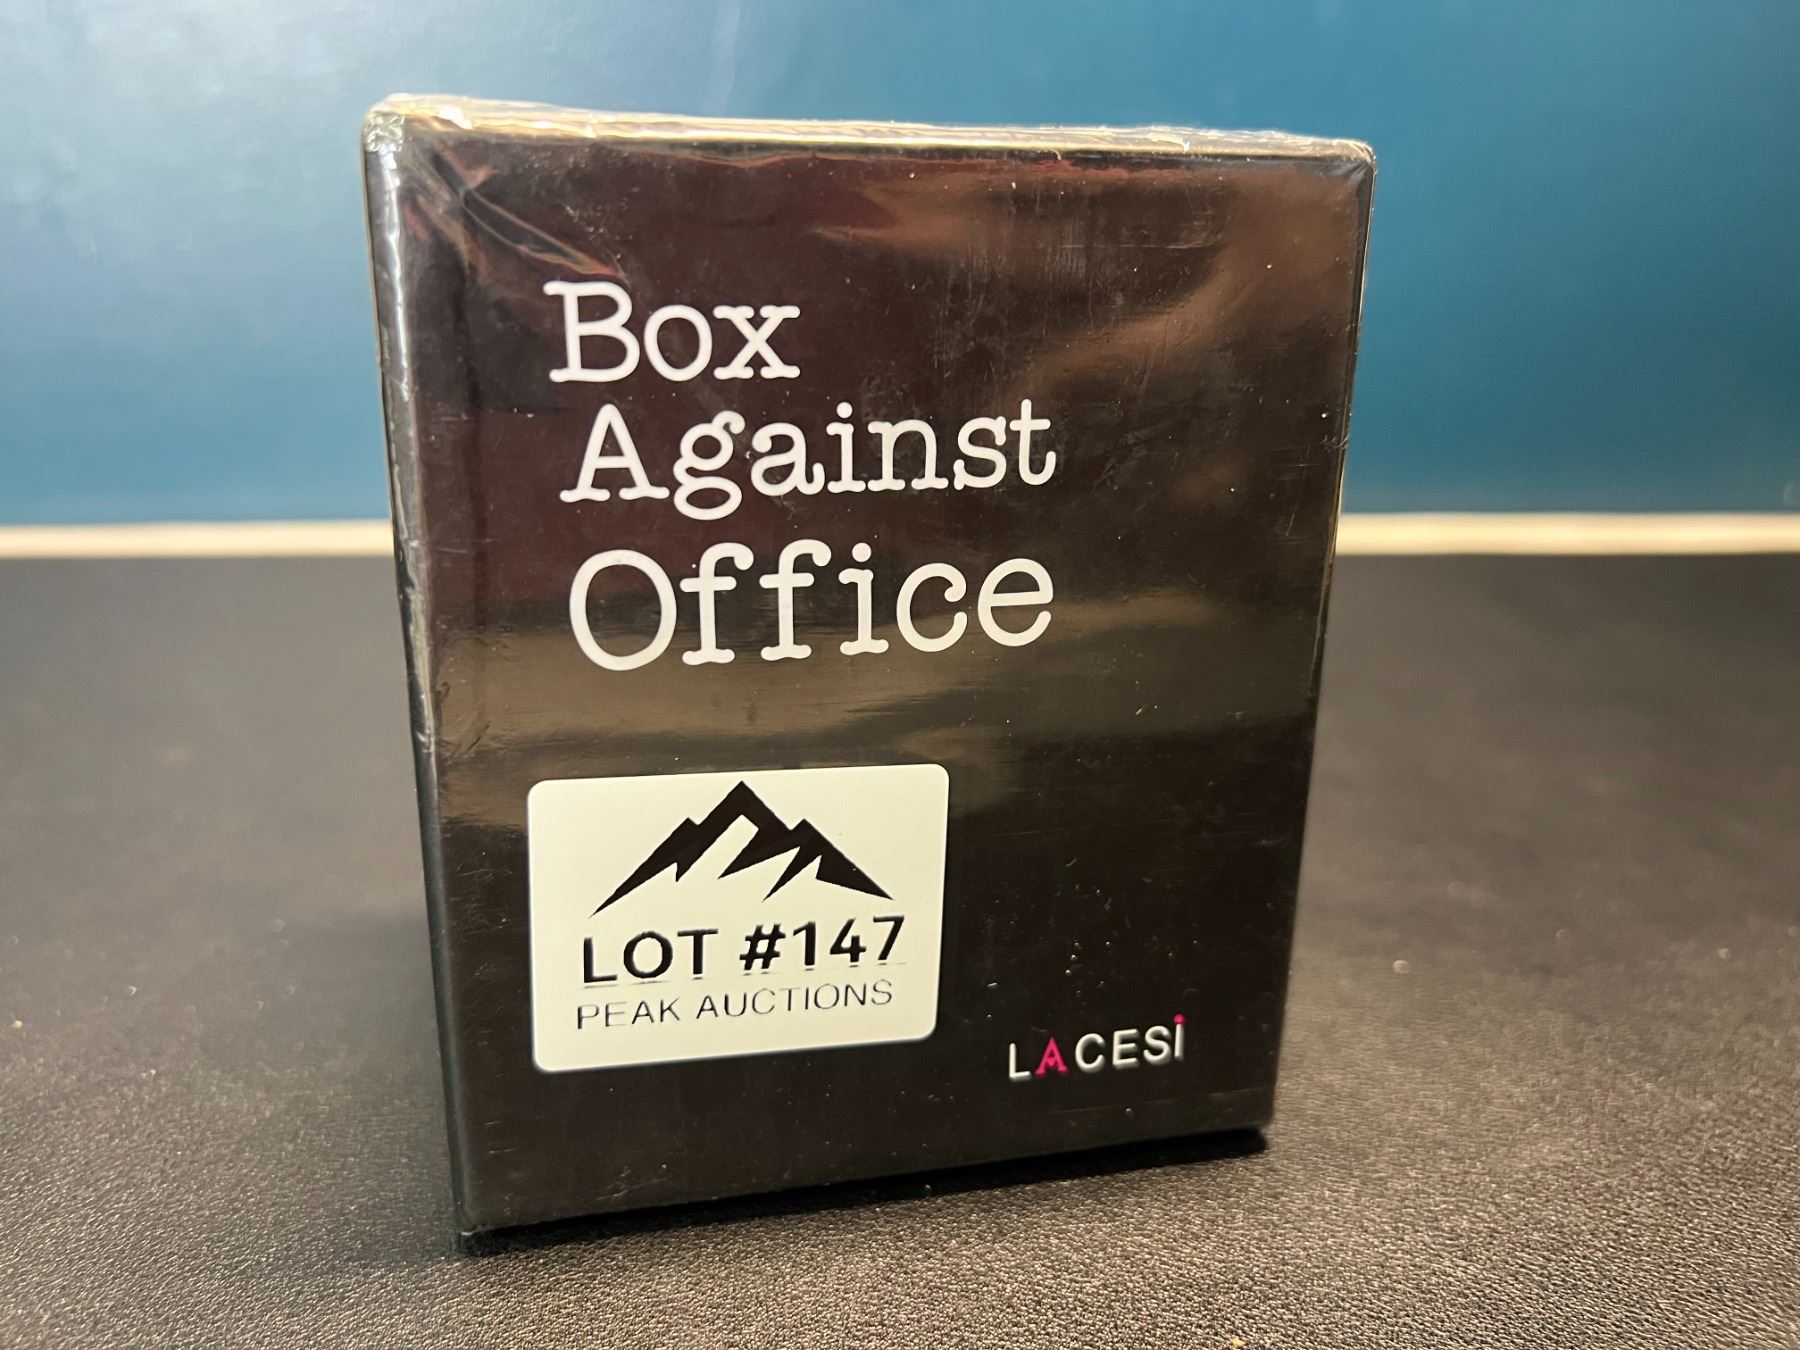 Box
Against
Office
LOT #147
PEAK AUCTIONS
LACESi